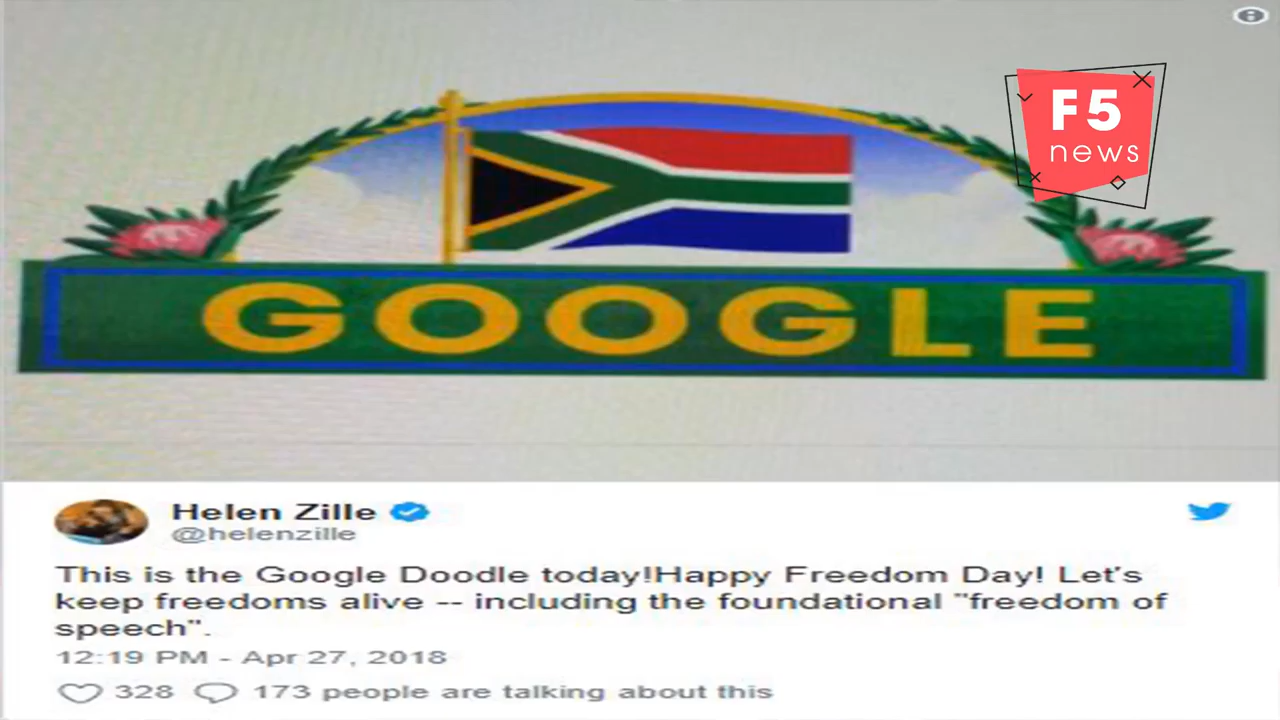 F5
news
GOOGLE
Helen Zille
@helenzille
This is the Google Doodle today!Happy Freedom Day! Let's
keep freedoms alive -- including the foundational "freedom of
speech".
12:19 PM - Apr 27, 2018
328 173 people are talking about this